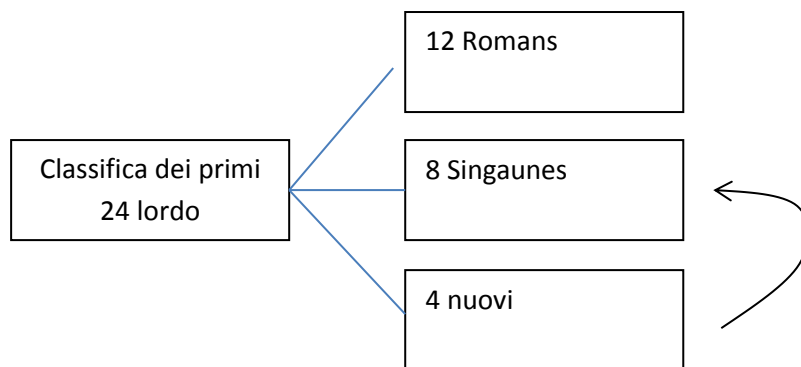 12 Romans
Classifica dei primi
24 lordo
8 Singaunes
4 nuovi